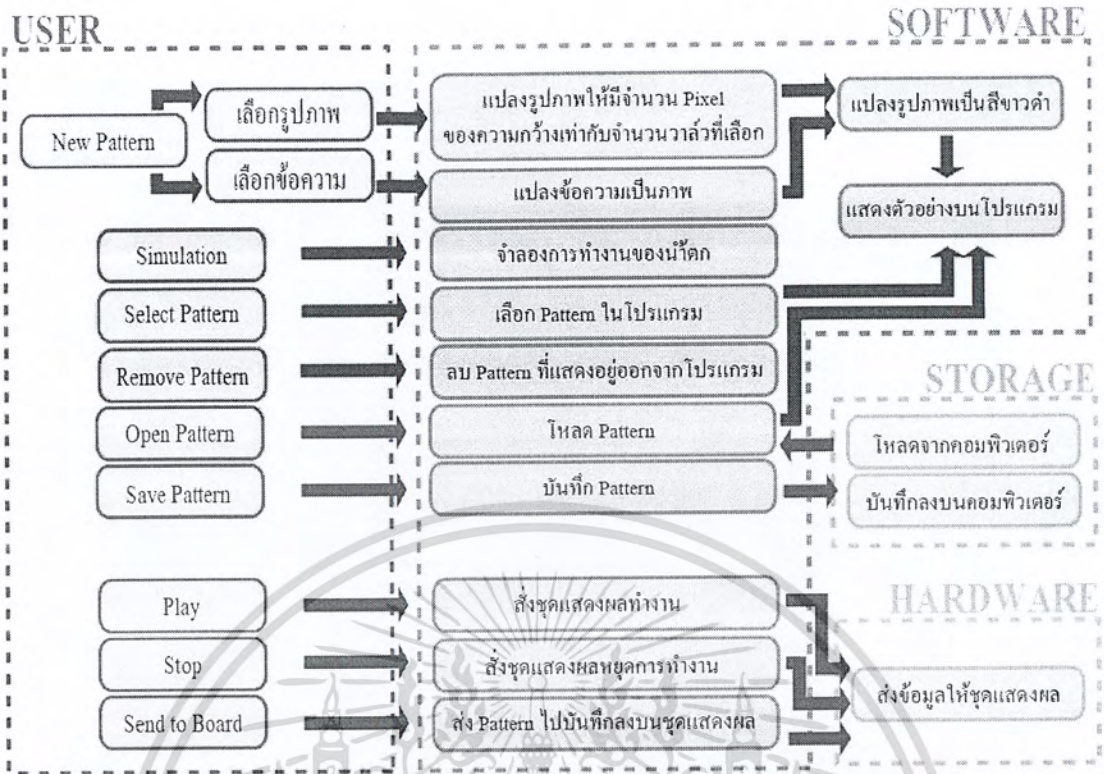 USER
SOFTWARE
New Pattern
เลือกรูปภาพ
เลือกข้อความ
แปลงรูปภาพให้มีจำนวน Pixel
ของความกว้างเท่ากับจำนวนวาล์วที่เลือก
แปลงรูปภาพเป็นสีขาวดำ
แปลงข้อความเป็นภาพ
แสดงตัวอย่างบนโปรแกรม
Simulation
จำลองการทำงานของน้ำตก
Select Pattern
เลือก Pattern ในโปรแกรม
Remove Pattern
ลบ Pattern ที่แสดงอยู่ออกจากโปรแกรม
STORAGE
Open Pattern
โหลด Pattern
โหลดจากคอมพิวเตอร์
Save Pattern
บันทึก Pattern
บันทึกลงบนคอมพิวเตอร์
HARDWARE
Play
สั่งชุดแสดงผลทำงาน
Stop
สั่งชุดแสดงผลหยุดการทำงาน
ส่งข้อมูลให้ชุดแสดงผล
Send to Board
ส่ง Pattern ไปบันทึกลงบนชุดแสดงผล